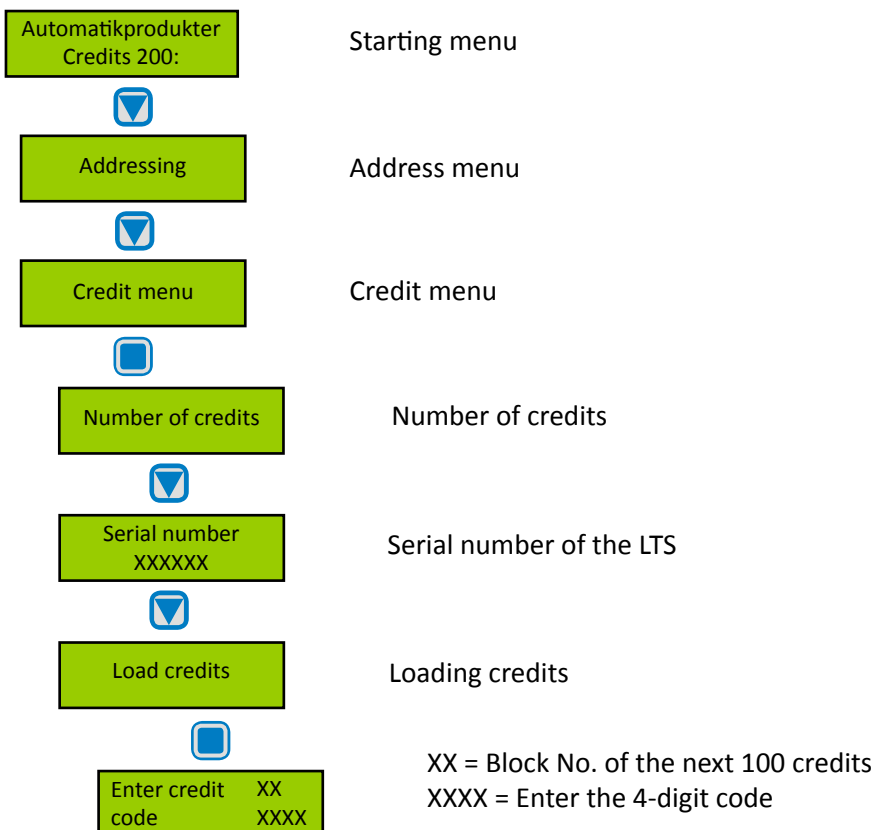 Automatikprodukter
Credits 200:
Starting menu
Addressing
Address menu
Credit menu
Credit menu
Number of credits
Number of credits
Serial number
XXXXXX
Serial number of the LTS
Load credits
Loading credits
Enter credit XX
code XXXX
XX = Block No. of the next 100 credits
XXXX = Enter the 4-digit code